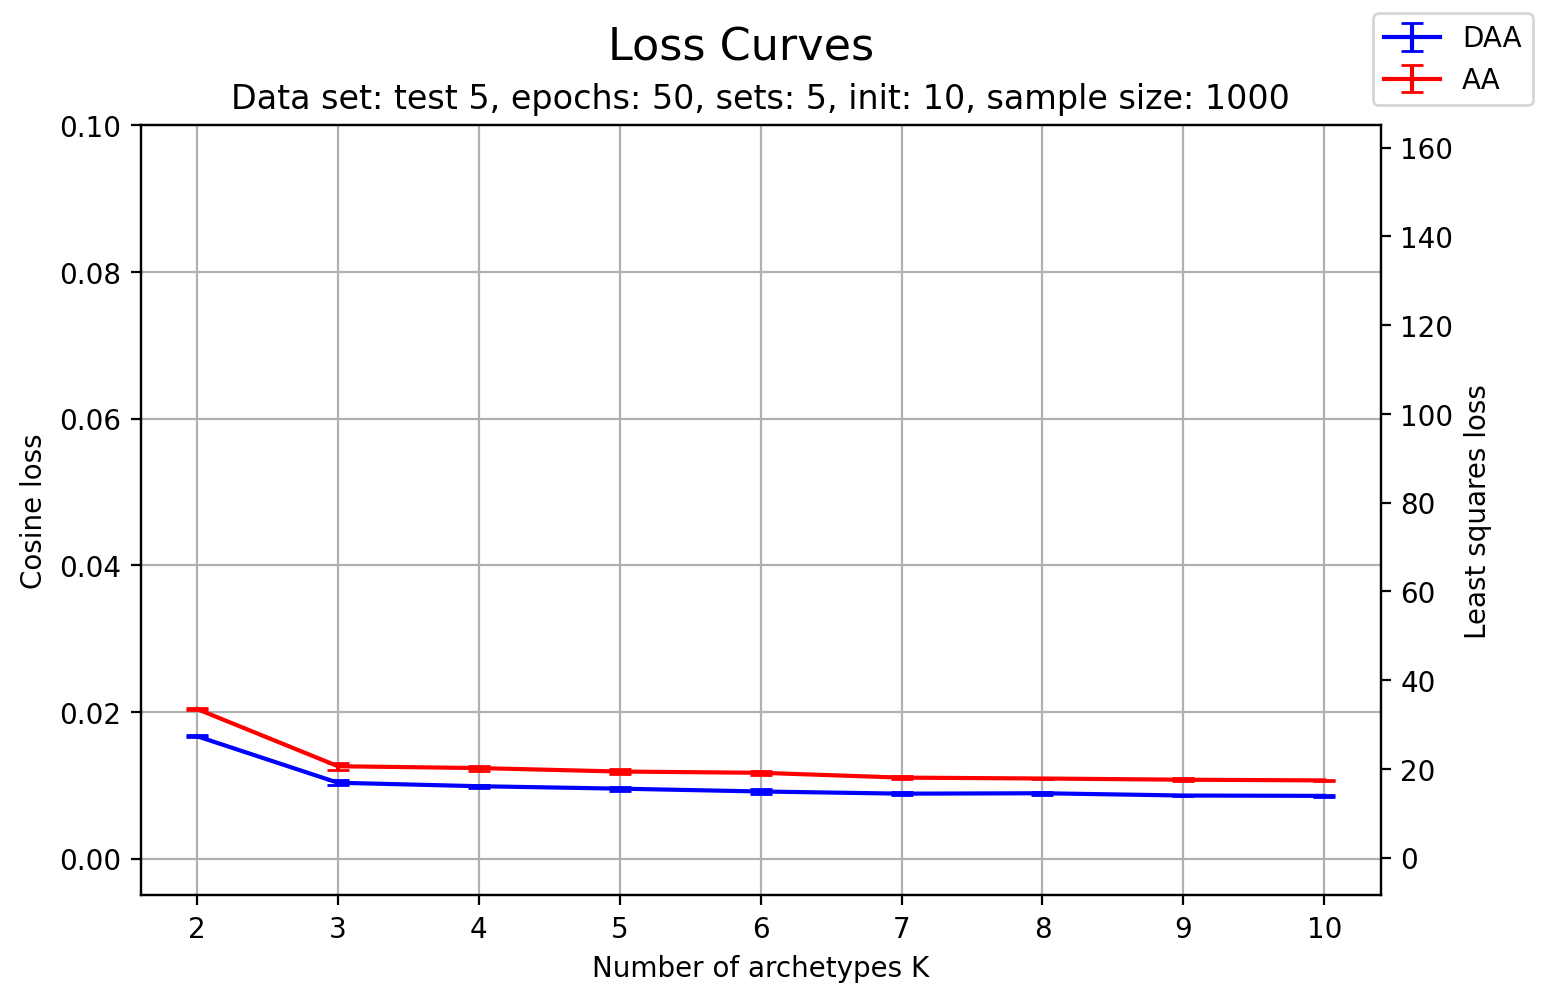 Loss Curves
DAA
AA
Data set: test 5, epochs: 50, sets: 5, init: 10, sample size: 1000
0.10
0.08
0.06
0.04
0.02
0.00
Cosine loss
160
140
120
100
80
60
40
20
0
Least squares loss
2 3 4 5 6 7 8 9 10
Number of archetypes K